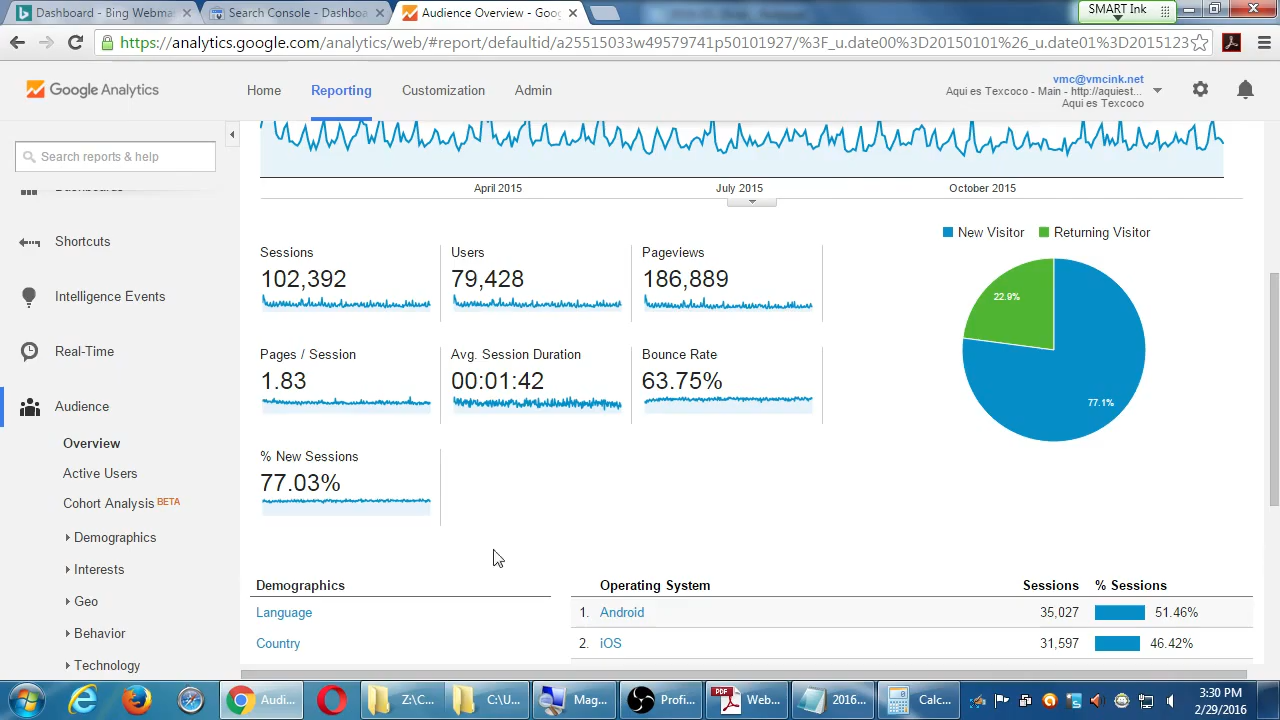 Dashboard - Bing Webma
Search Console - Dashboa
Audience Overview - Goo
SMART Ink
https://analytics.google.com/analytics/web/#report/defaultid/a25515033w49579741p50101927/%3F_u.date00%3D20150101%26_u.date01%3D2015123
Google Analytics
Home
Reporting
Customization
Admin
vmc@vmcink.net
Aqui es Texcoco - Main - http://aquiest...
Aqui es Texcoco
Search reports & help
Dashboards
Shortcuts
Intelligence Events
Real-Time
Audience
Overview
Active Users
Cohort Analysis BETA
Demographics
Interests
Geo
Behavior
Technology
April 2015
July 2015
October 2015
Sessions
102,392
Users
79,428
Pageviews
186,889
Pages / Session
1.83
Avg. Session Duration
00:01:42
Bounce Rate
63.75%
% New Sessions
77.03%
New Visitor
Returning Visitor
22.9%
77.1%
Demographics
Language
Country
Operating System
Sessions
% Sessions
1. Android 35,027 51.46%
2. iOS 31,597 46.42%
Audi...
Z:\C...
C:\U...
Mag...
Profi...
PDF
Web...
2016...
Calc...
3:30 PM
2/29/2016